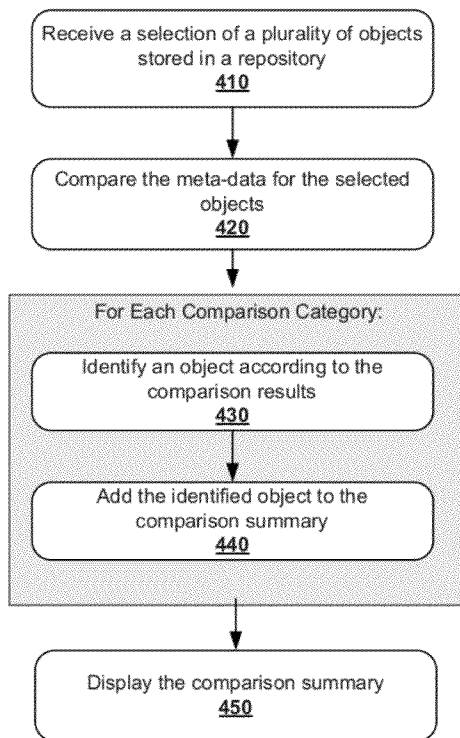 Receive a selection of a plurality of objects
stored in a repository
410
Compare the meta-data for the selected
objects
420
For Each Comparison Category:
Identify an object according to the
comparison results
430
Add the identified object to the
comparison summary
440
Display the comparison summary
450